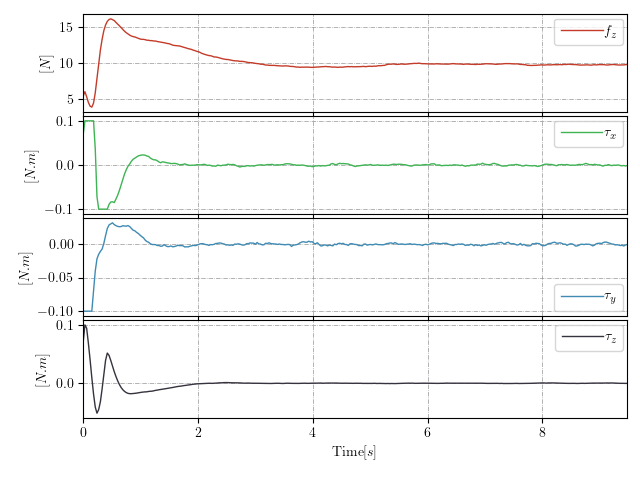 15
10
5
[N]
f_z
0.1
0.0
−0.1
[N.m]
τ_x
0.00
−0.05
−0.10
[N.m]
τ_y
0.1
0.0
[N.m]
τ_z
0 2 4 6 8
Time[s]